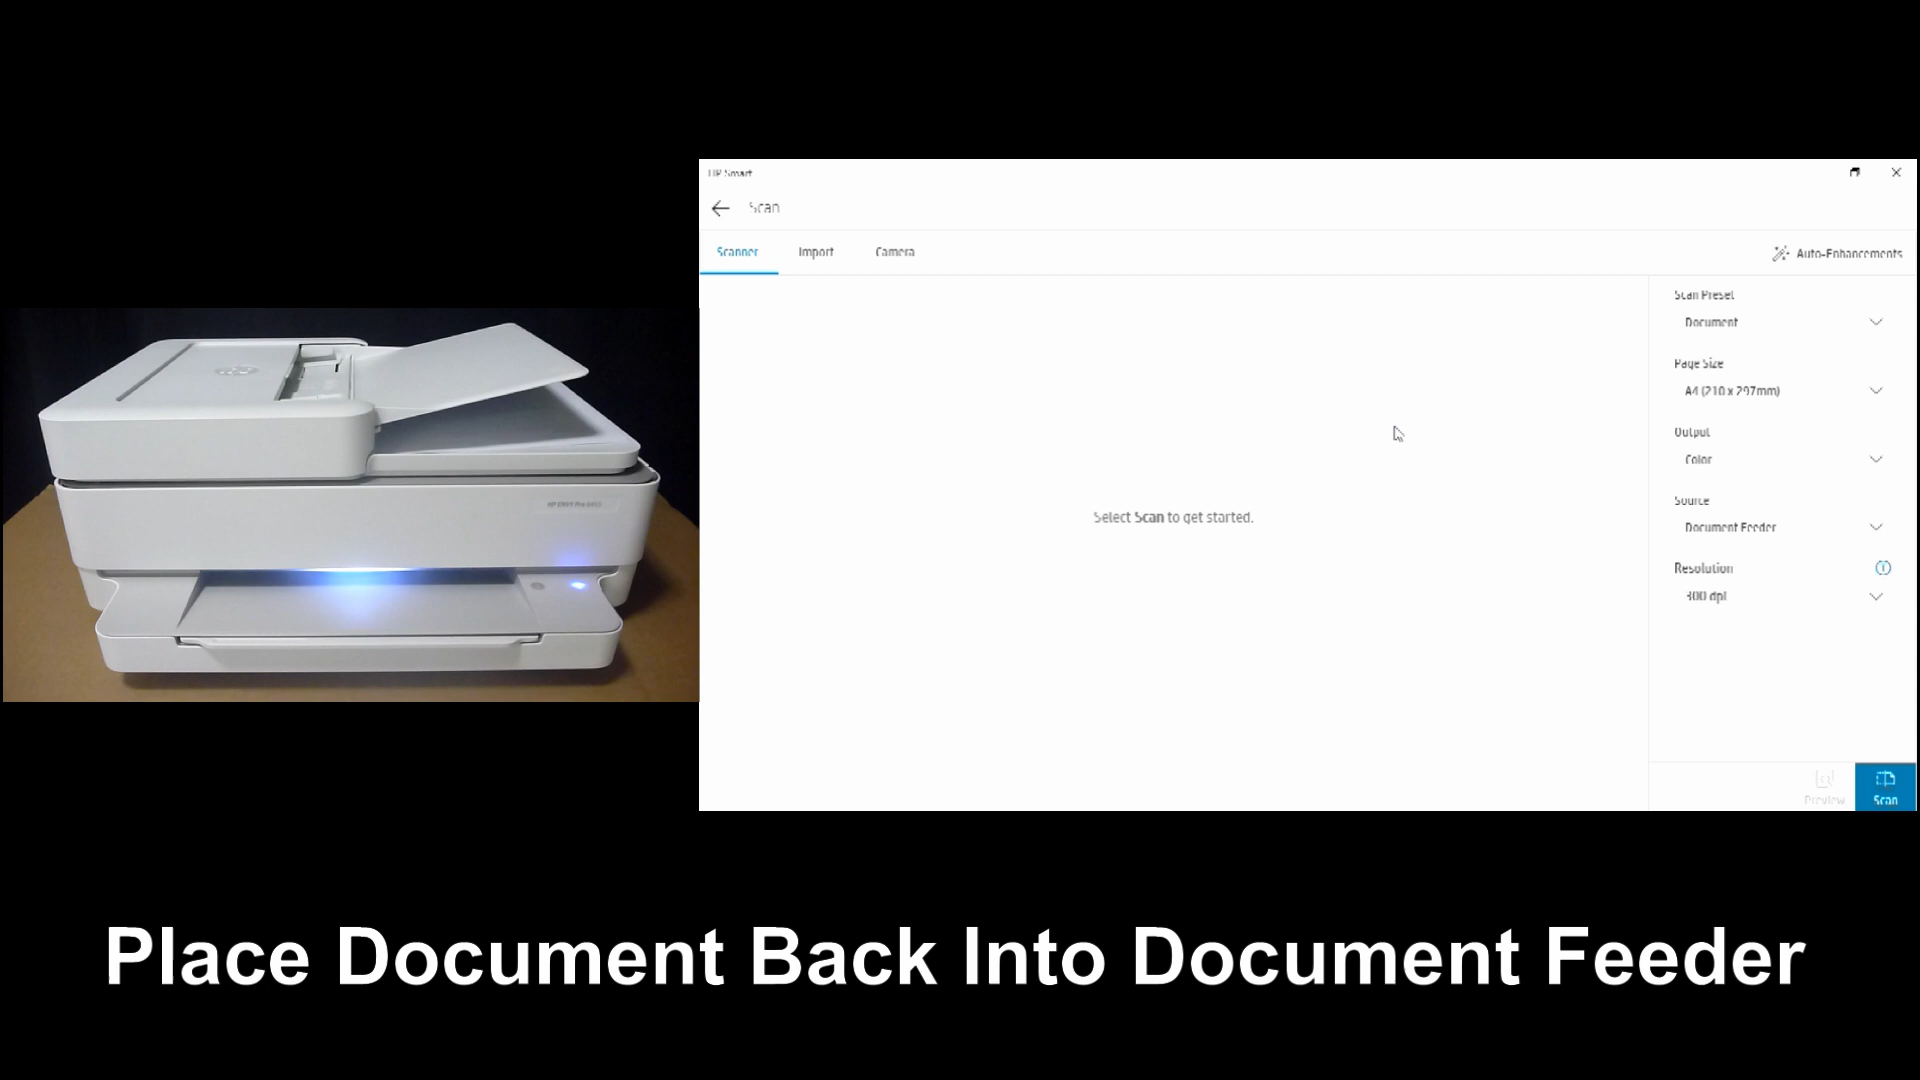 HP Smart
Scan
Scanner
Import
Camera
Auto-Enhancements
Scan Preset
Document
Page Size
A4 (210 x 297mm)
Output
Color
Source
Document Feeder
Resolution
300 dpi
Select Scan to get started.
Preview
Scan
Place Document Back Into Document Feeder